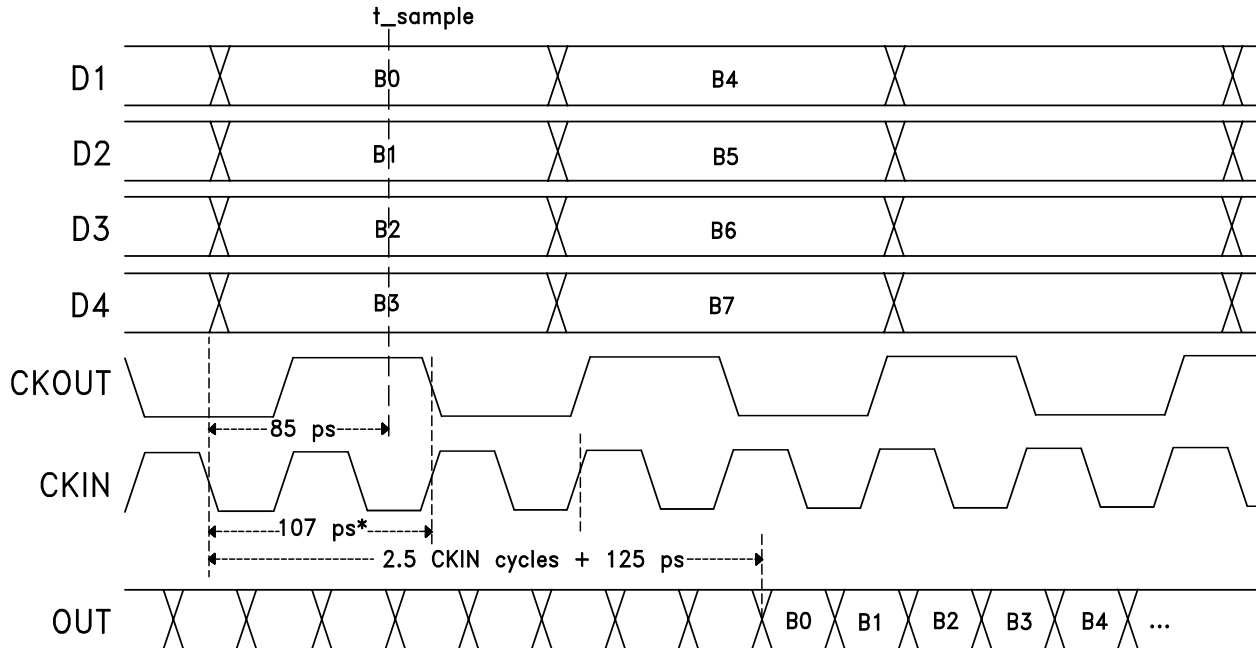 t_sample
D1 B0 B4
D2 B1 B5
D3 B2 B6
D4 B3 B7
CKOUT
85 ps
CKIN
107 ps*
2.5 CKIN cycles + 125 ps
OUT B0 B1 B2 B3 B4 ...